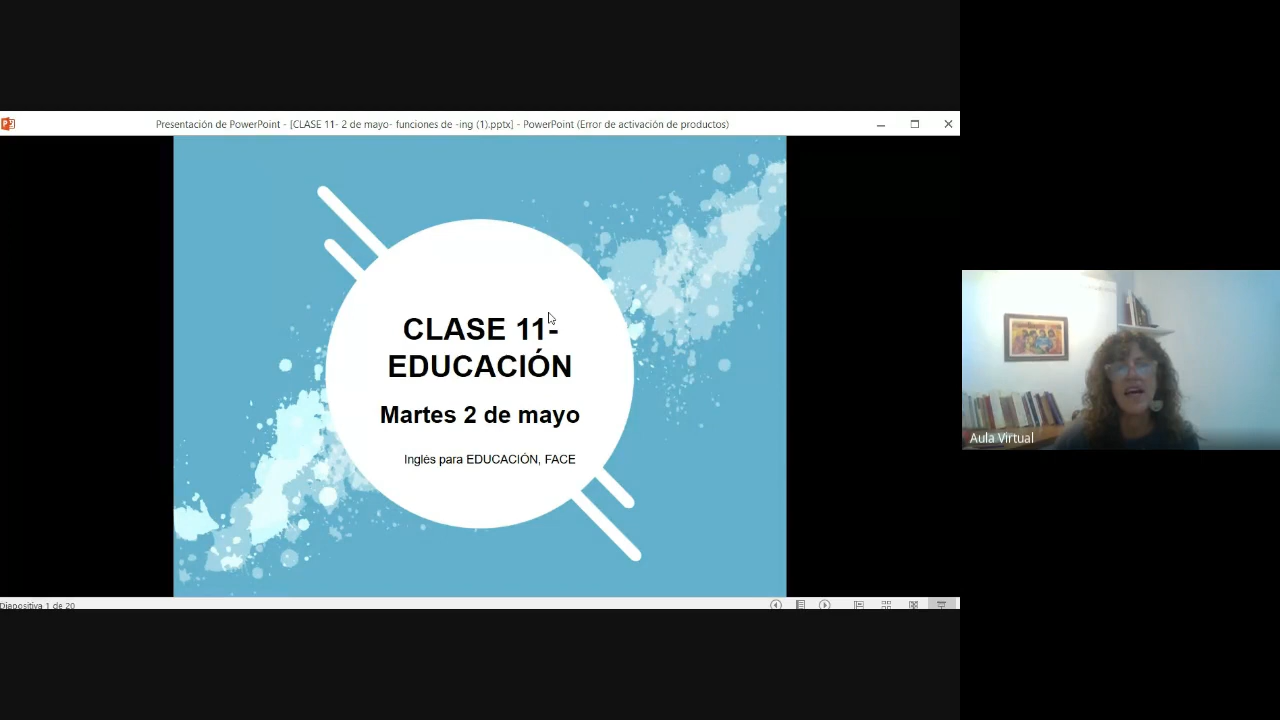 Presentación de PowerPoint - [CLASE 11- 2 de mayo- funciones de -ing (1).pptx] - PowerPoint (Error de activación de productos)
CLASE 11-
EDUCACIÓN
Martes 2 de mayo
Inglés para EDUCACIÓN, FACE
Aula Virtual
Diapositiva 1 de 20